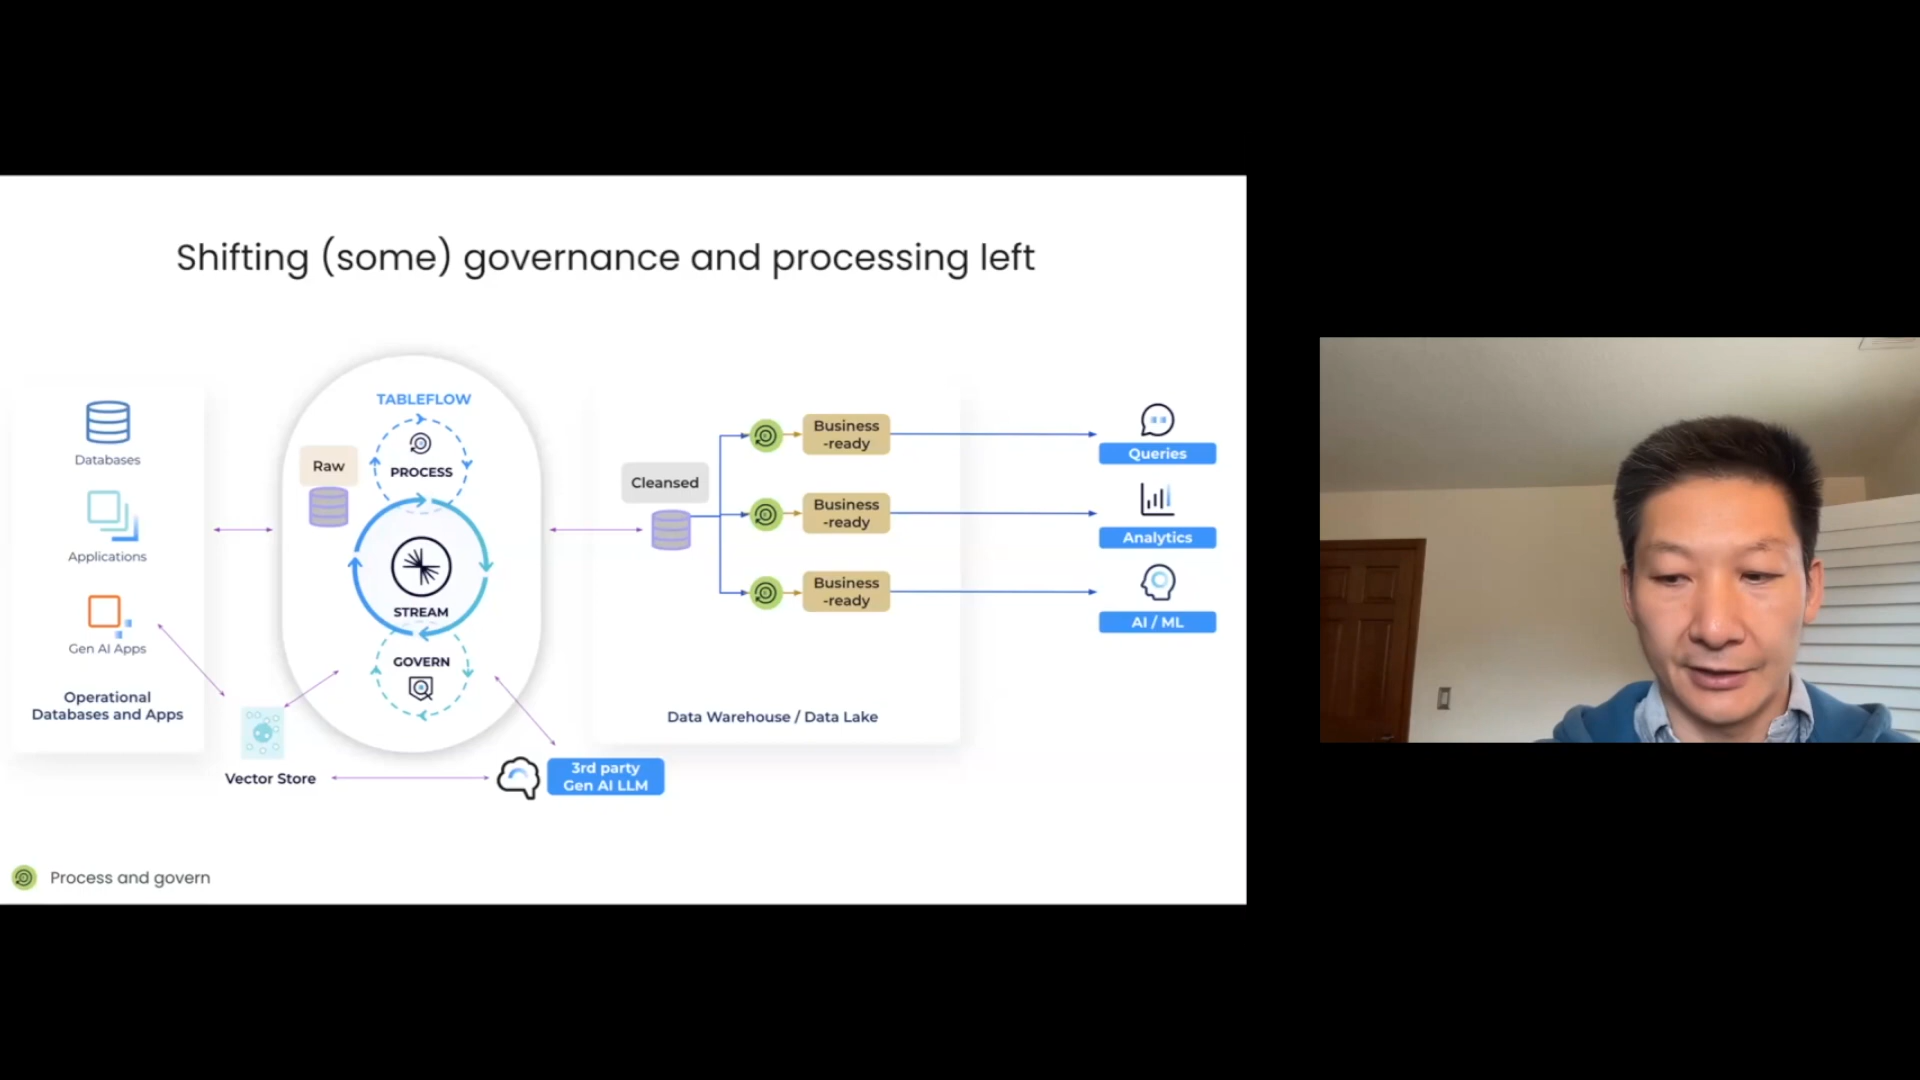 Shifting (some) governance and processing left
Databases
Applications
Gen AI Apps
Operational
Databases and Apps
TABLEFLOW
Raw
PROCESS
STREAM
GOVERN
Vector Store
3rd party
Gen AI LLM
Cleansed
Business
-ready
Business
-ready
Business
-ready
Data Warehouse / Data Lake
Queries
Analytics
AI / ML
Process and govern